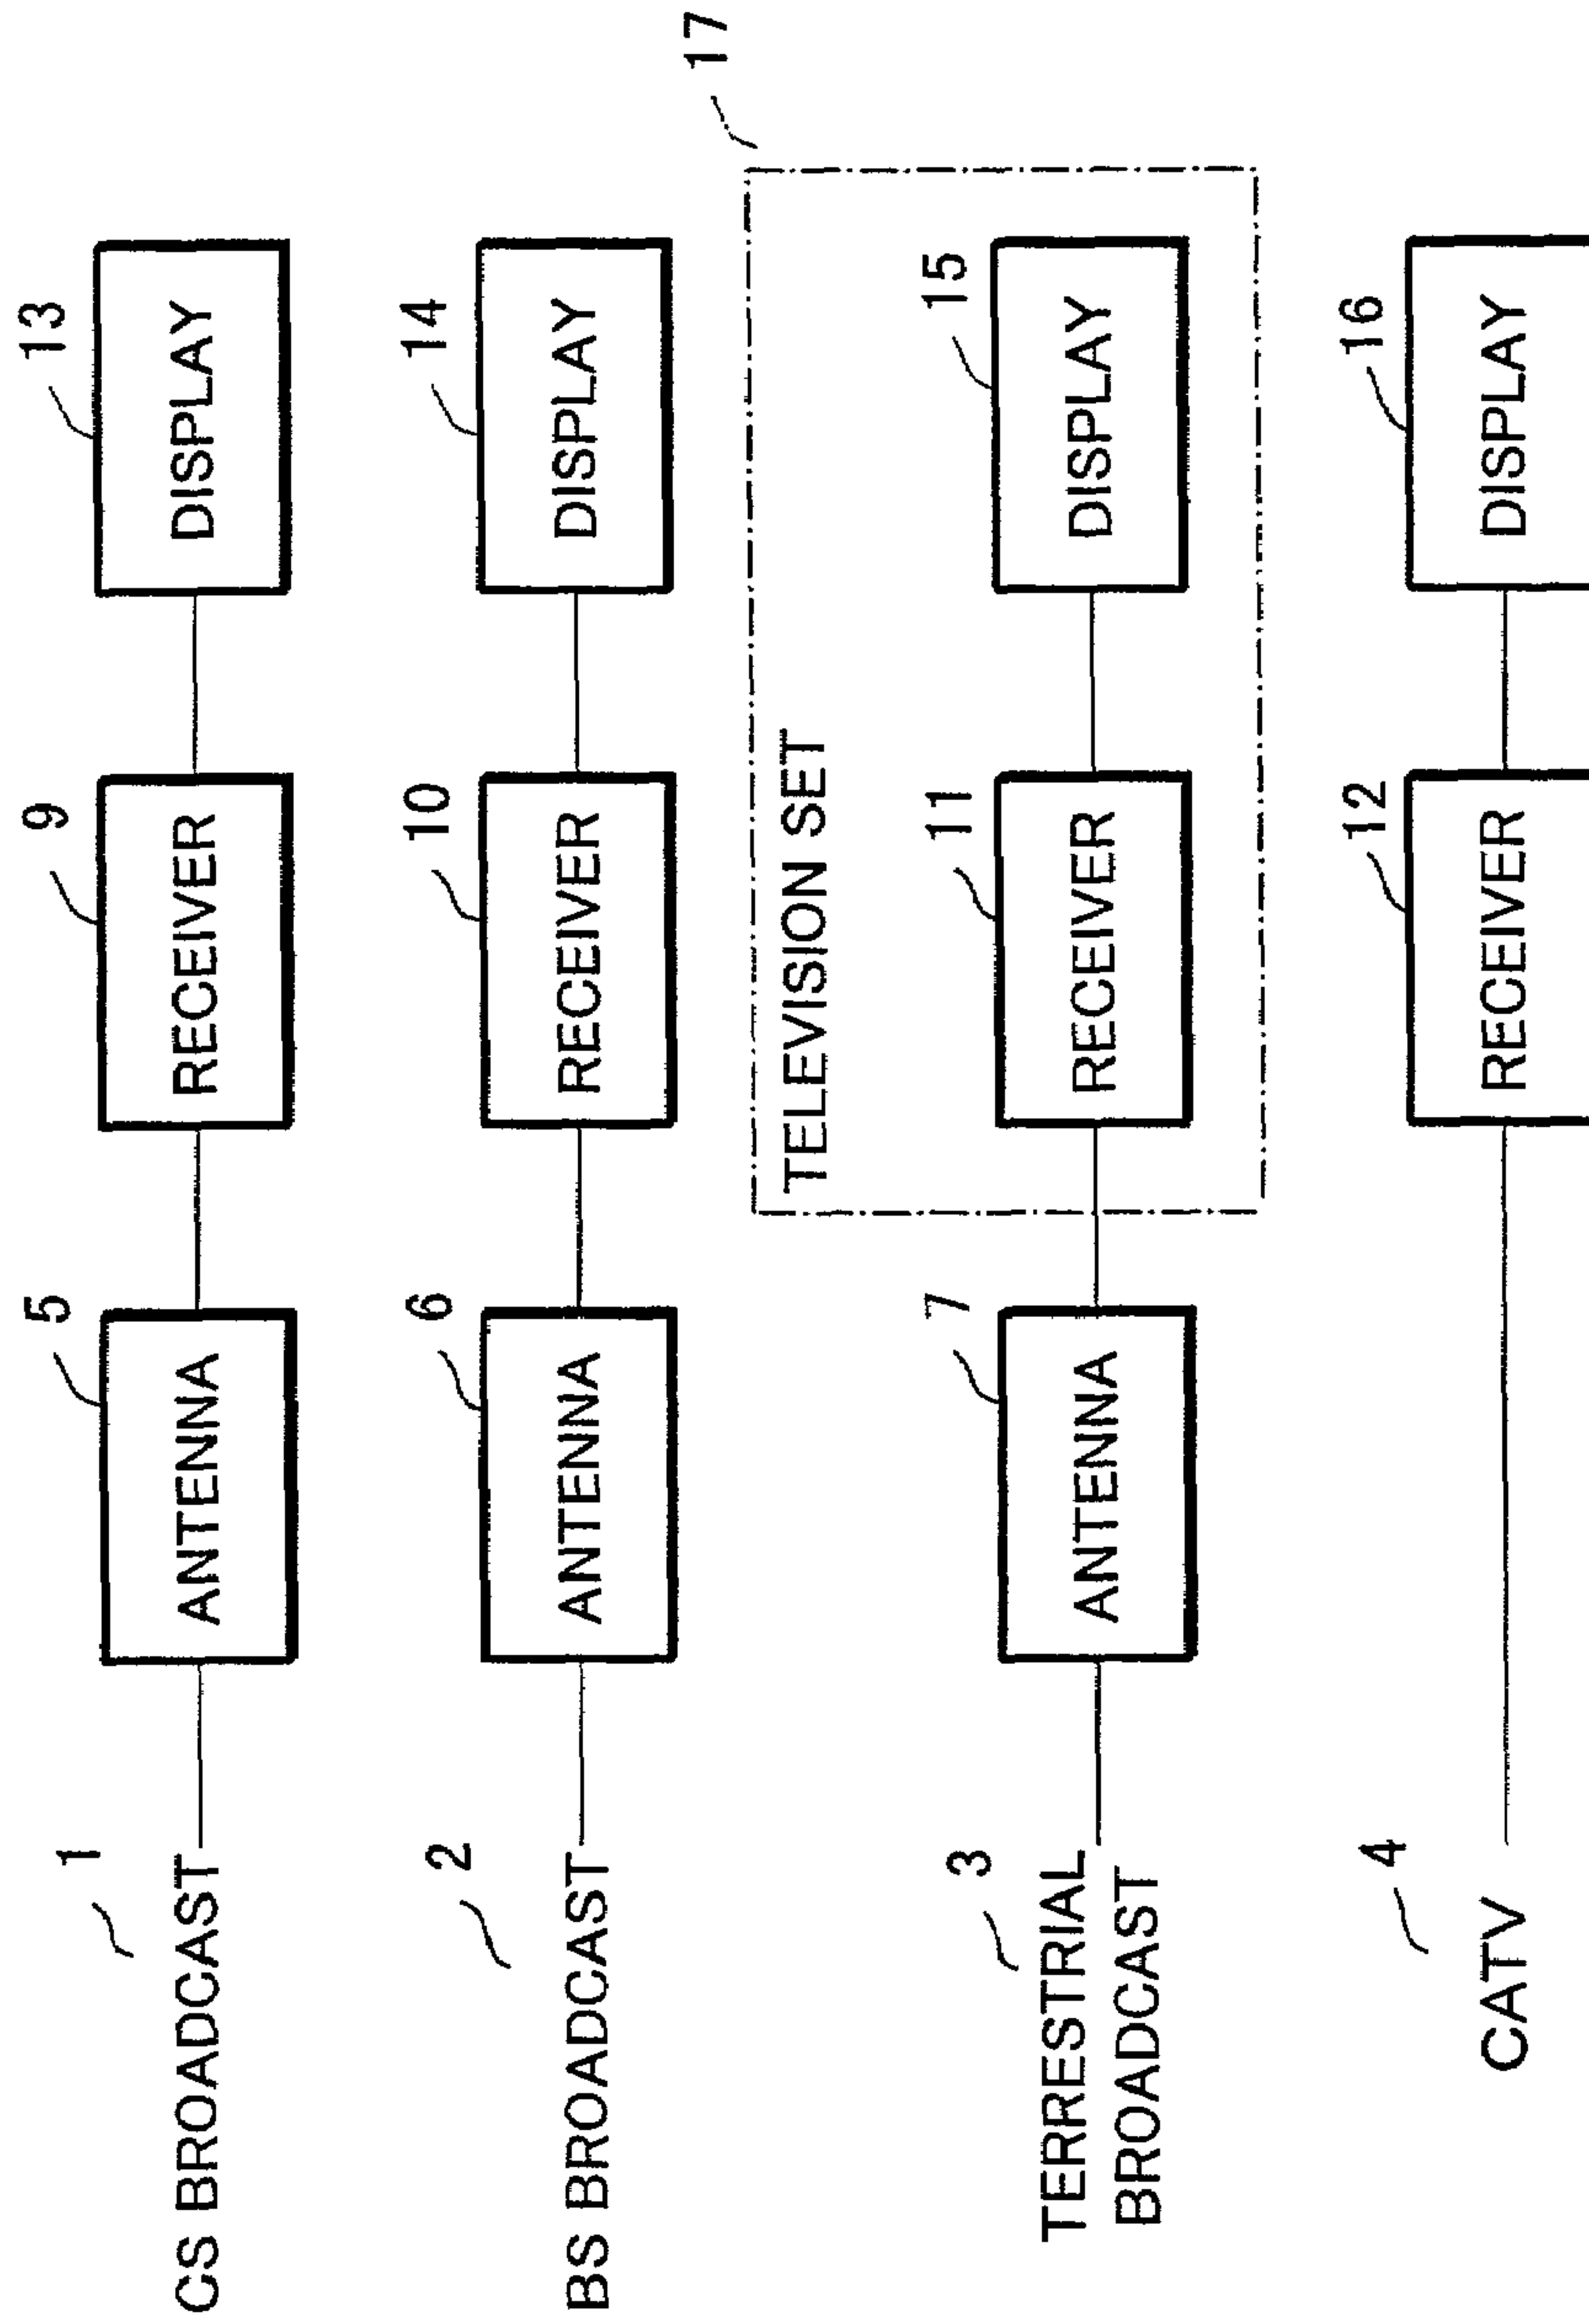 1
CS BROADCAST
5
ANTENNA
9
RECEIVER
13
DISPLAY
2
BS BROADCAST
6
ANTENNA
10
RECEIVER
14
DISPLAY
17
TELEVISION SET
3
TERRESTRIAL
BROADCAST
7
ANTENNA
11
RECEIVER
15
DISPLAY
4
CATV
12
RECEIVER
16
DISPLAY